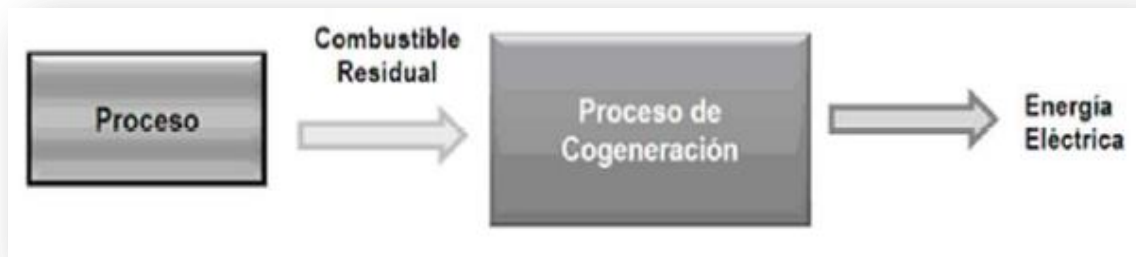 Combustible
Residual
Proceso
Proceso de
Cogeneración
Energía
Eléctrica